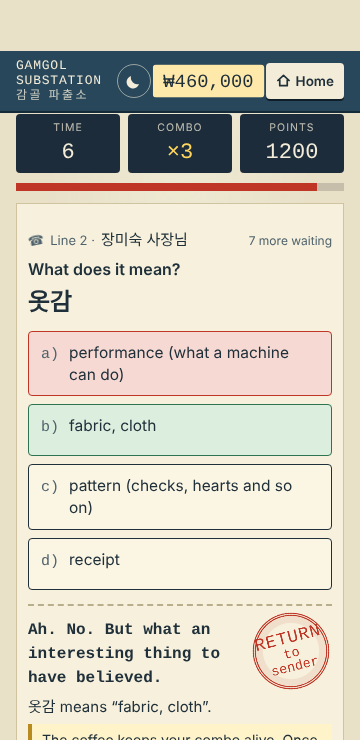 GAMGOL
SUBSTATION
감골 파출소
₩460,000
Home
TIME
6
COMBO
×3
POINTS
1200
Line 2 · 장미숙 사장님
7 more waiting
What does it mean?
옷감
a) performance (what a machine
can do)
b) fabric, cloth
c) pattern (checks, hearts and so
on)
d) receipt
Ah. No. But what an
interesting thing to
have believed.
RETURN
to
sender
옷감 means “fabric, cloth”.
The coffee keeps your combo alive. Once